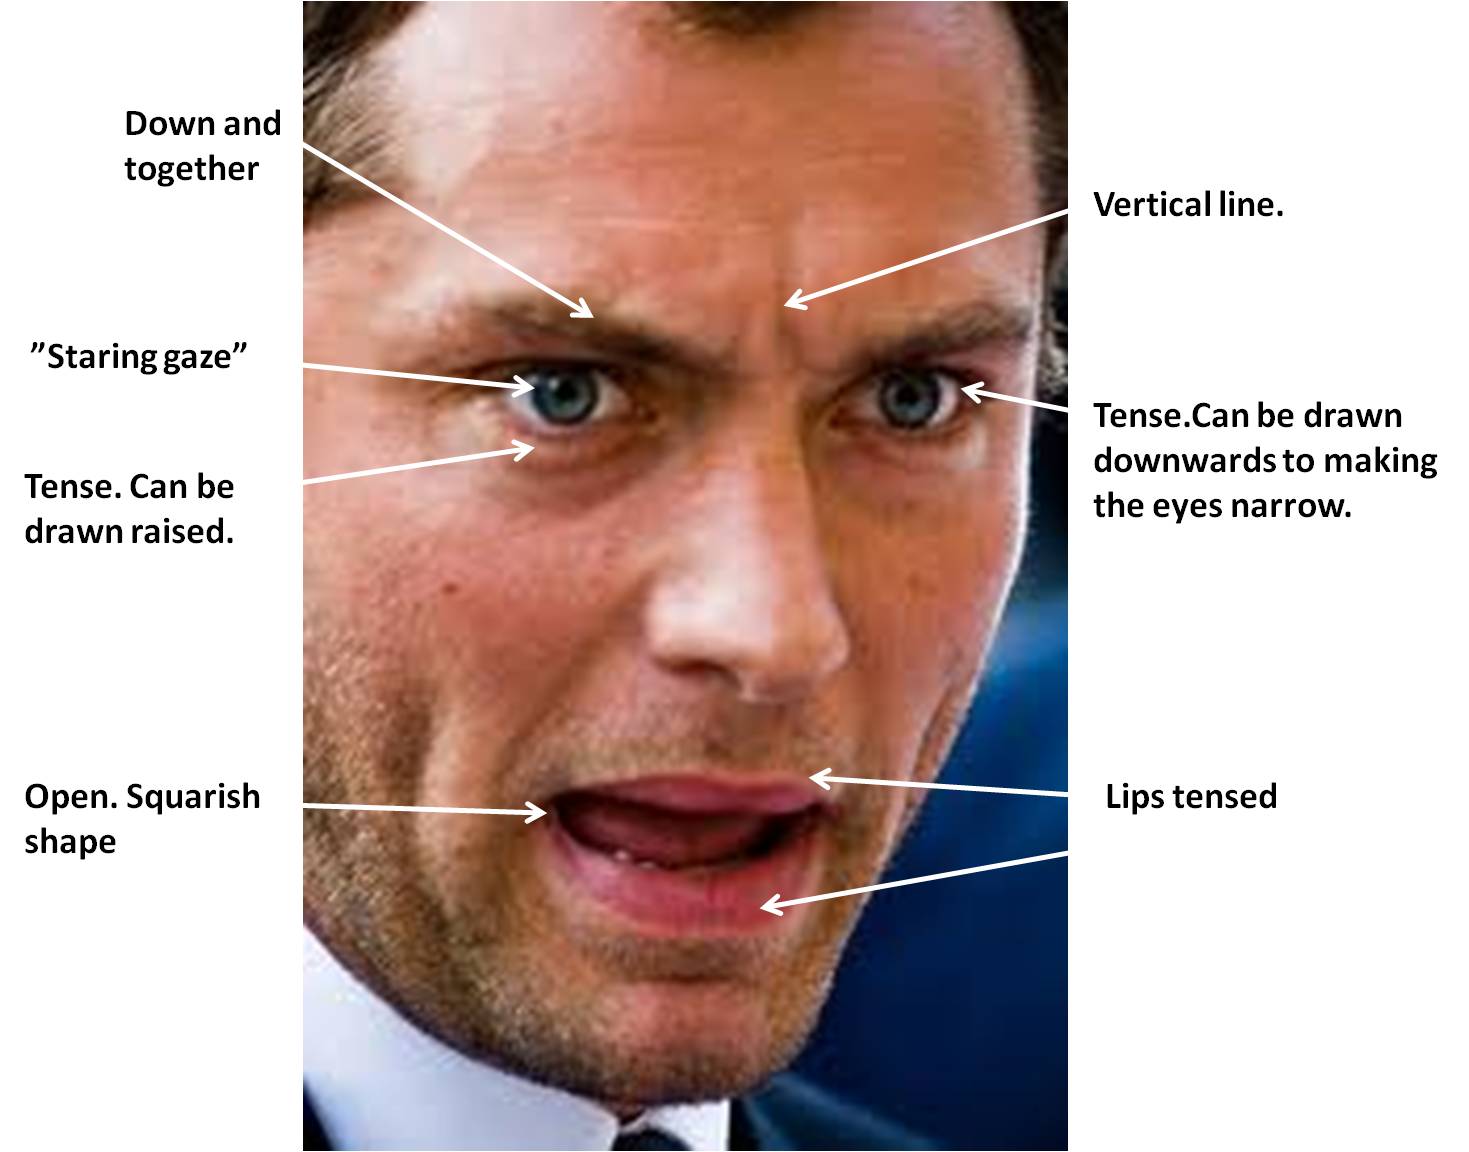 Down and
together
Vertical line.
”Staring gaze”
Tense.Can be drawn
downwards to making
the eyes narrow.
Tense. Can be
drawn raised.
Open. Squarish
shape
Lips tensed